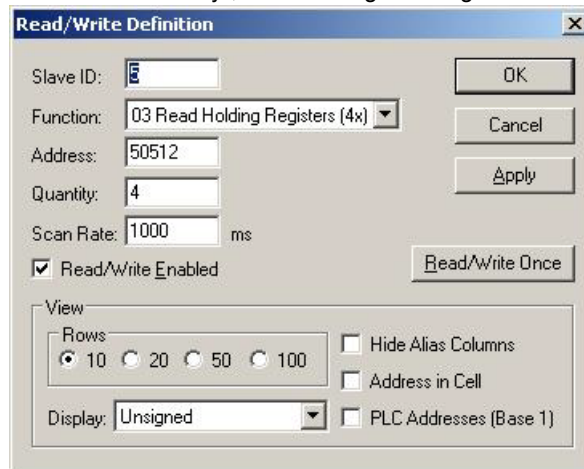 Read/Write Definition
Slave ID: 5
OK
Function: 03 Read Holding Registers (4x)
Cancel
Address: 50512
Apply
Quantity: 4
Scan Rate: 1000 ms
Read/Write Enabled
Read/Write Once
View
Rows
10 20 50 100
Hide Alias Columns
Address in Cell
Display: Unsigned
PLC Addresses (Base 1)